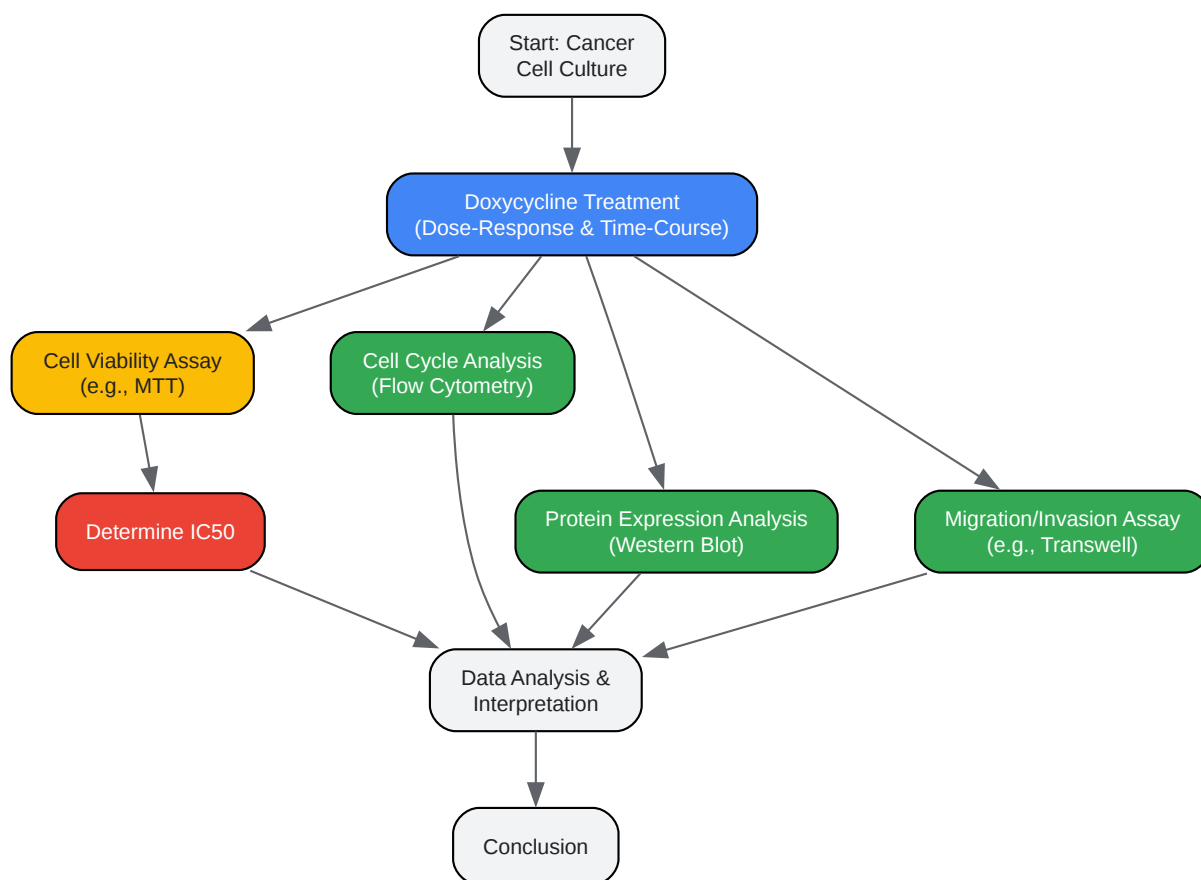 Start: Cancer
Cell Culture
Doxycycline Treatment
(Dose-Response & Time-Course)
Cell Viability Assay
(e.g., MTT)
Cell Cycle Analysis
(Flow Cytometry)
Determine IC50
Protein Expression Analysis
(Western Blot)
Migration/Invasion Assay
(e.g., Transwell)
Data Analysis &
Interpretation
Conclusion